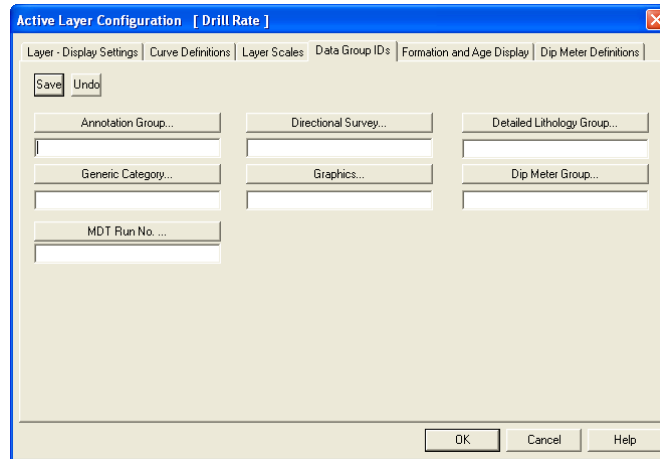 Active Layer Configuration [ Drill Rate ]
Layer - Display Settings Curve Definitions Layer Scales Data Group IDs Formation and Age Display Dip Meter Definitions
Save Undo
Annotation Group... Directional Survey... Detailed Lithology Group...
Generic Category... Graphics... Dip Meter Group...
MDT Run No. ...
OK Cancel Help